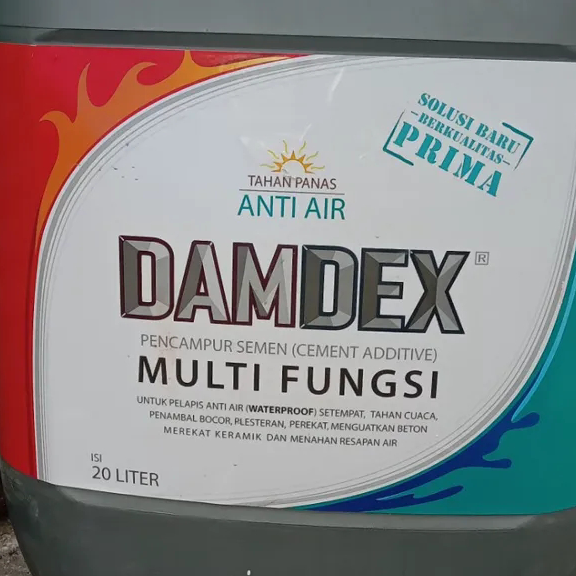 SOLUSI BARU
-BERKUALITAS-
PRIMA
TAHAN PANAS
ANTI AIR
DAMDEX®
PENCAMPUR SEMEN (CEMENT ADDITIVE)
MULTI FUNGSI
UNTUK PELAPIS ANTI AIR (WATERPROOF) SETEMPAT, TAHAN CUACA,
PENAMBAL BOCOR, PLESTERAN, PEREKAT, MENGUATKAN BETON
MEREKAT KERAMIK DAN MENAHAN RESAPAN AIR
ISI
20 LITER